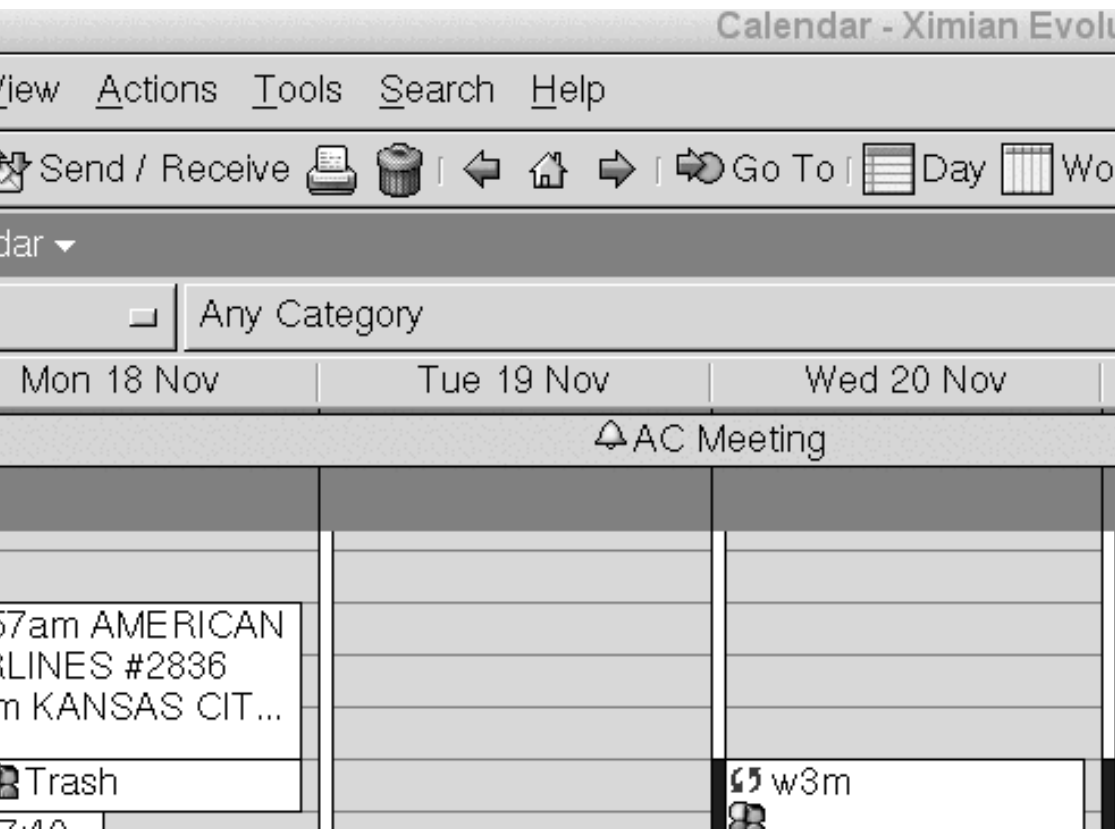 Calendar - Ximian Evolu
View Actions Tools Search Help
Send / Receive Go To Day Wo
dar
Any Category
Mon 18 Nov Tue 19 Nov Wed 20 Nov
AC Meeting
57am AMERICAN
RLINES #2836
m KANSAS CIT...
Trash
w3m